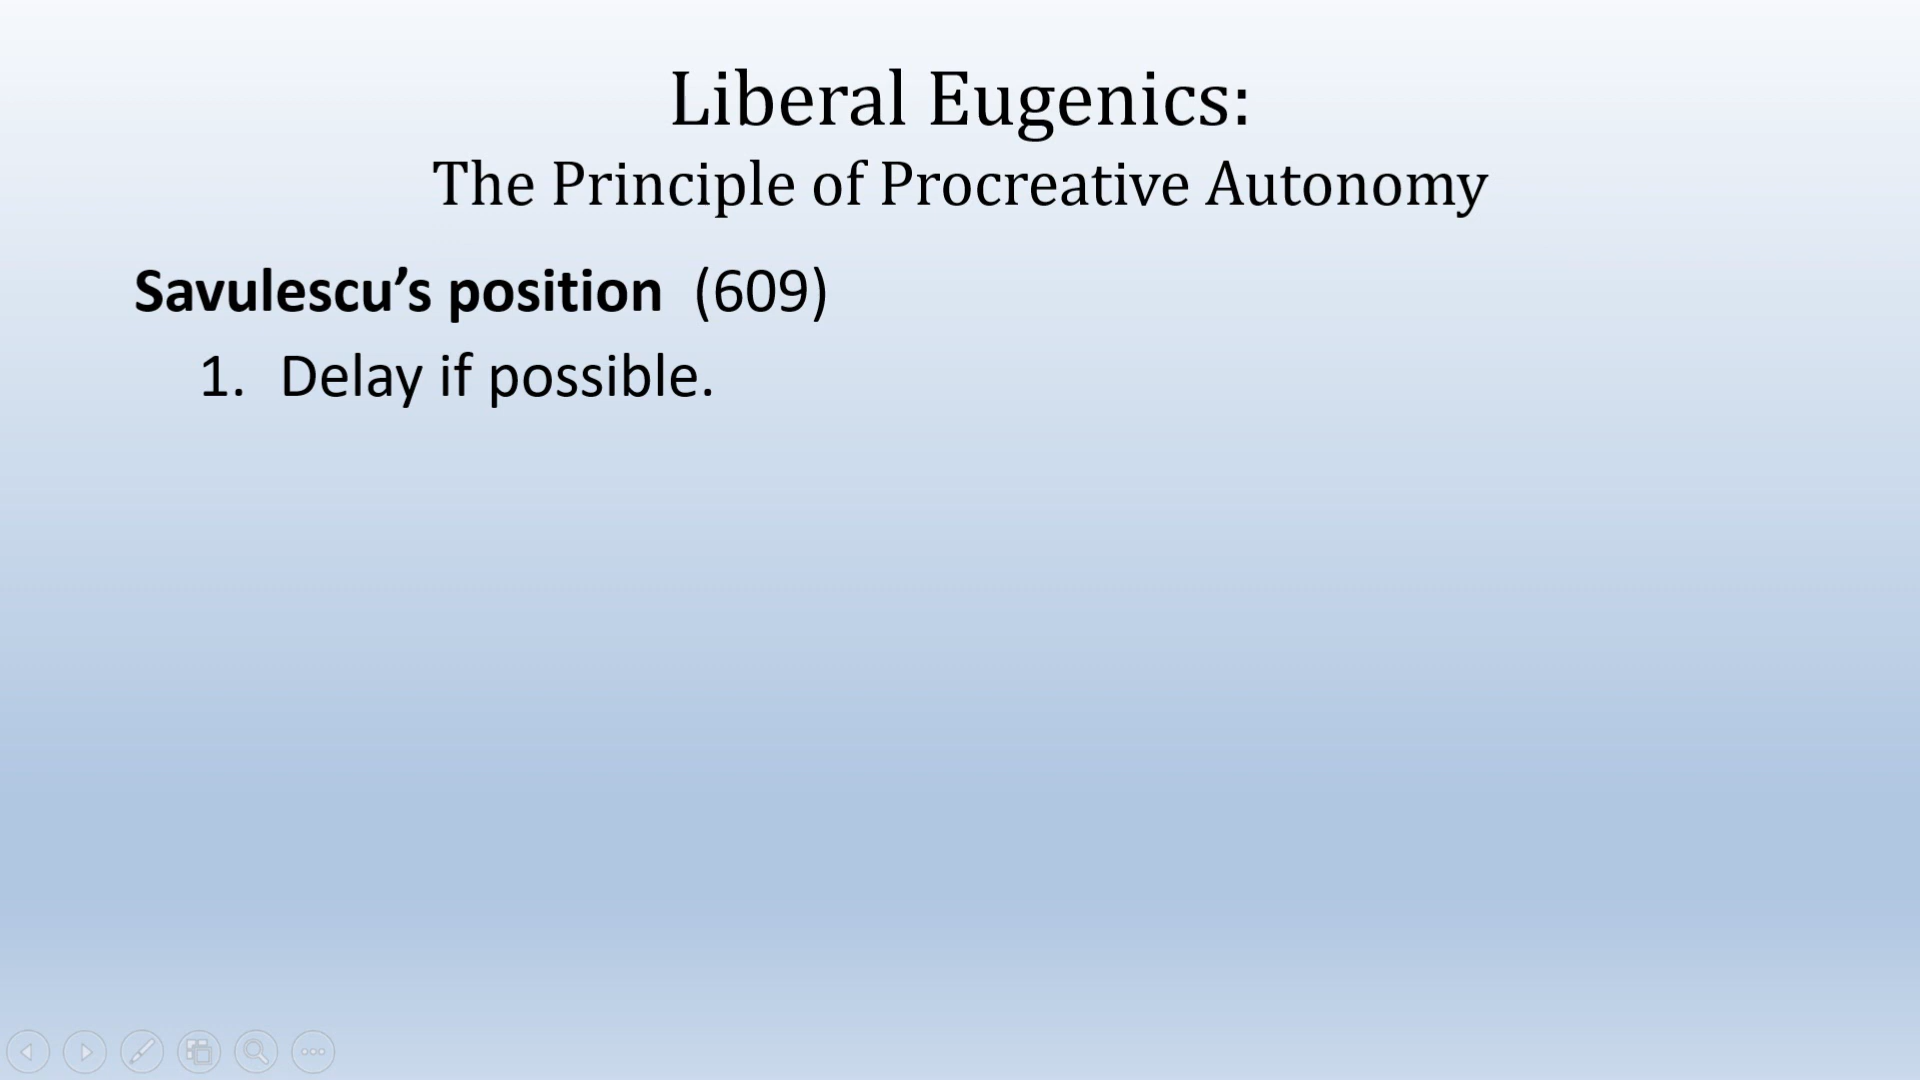 Liberal Eugenics:
The Principle of Procreative Autonomy
Savulescu’s position (609)
1. Delay if possible.